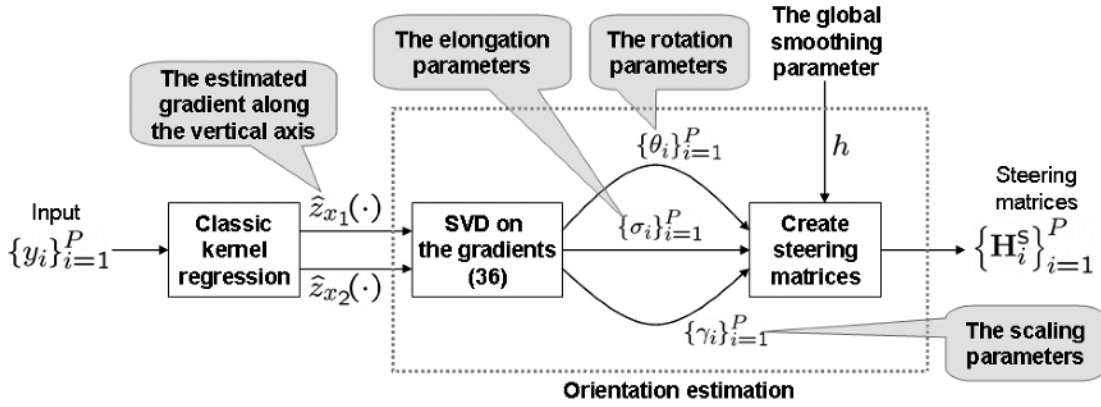 The estimated
gradient along
the vertical axis
The elongation
parameters
The rotation
parameters
The global
smoothing
parameter
{θ_i}_{i=1}^P
h
Input
{y_i}_{i=1}^P
Classic
kernel
regression
ẑ_{x_1}(·)
ẑ_{x_2}(·)
SVD on
the gradients
(36)
{σ_i}_{i=1}^P
Create
steering
matrices
Steering
matrices
{H_i^s}_{i=1}^P
{γ_i}_{i=1}^P
The scaling
parameters
Orientation estimation